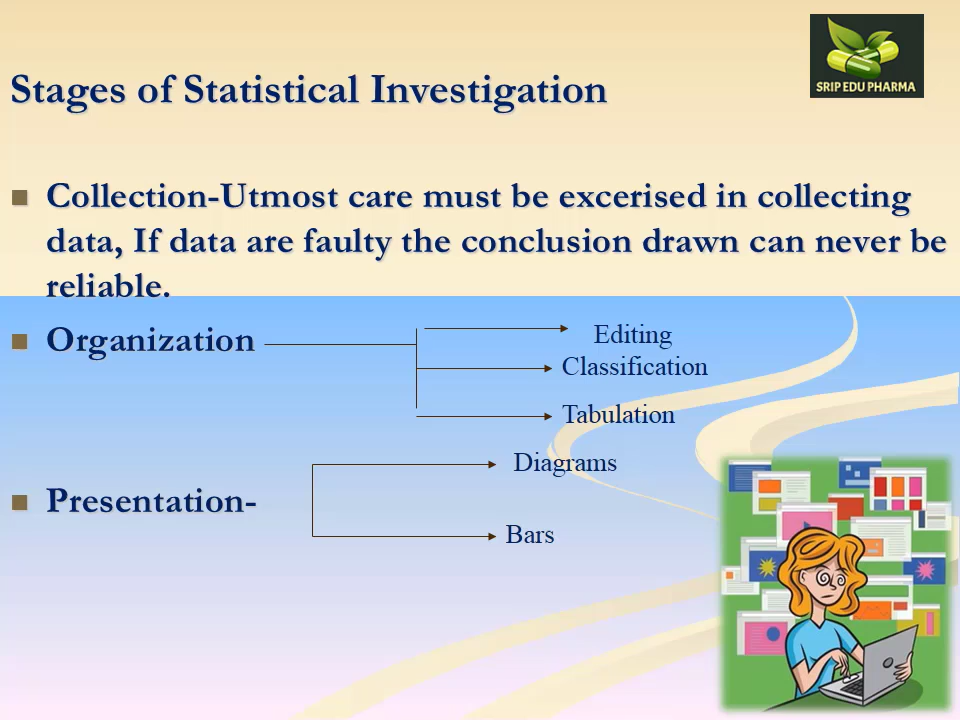 SRIP EDU PHARMA
Stages of Statistical Investigation
Collection-Utmost care must be excerised in collecting
data, If data are faulty the conclusion drawn can never be
reliable.
Organization
Editing
Classification
Tabulation
Diagrams
Presentation-
Bars